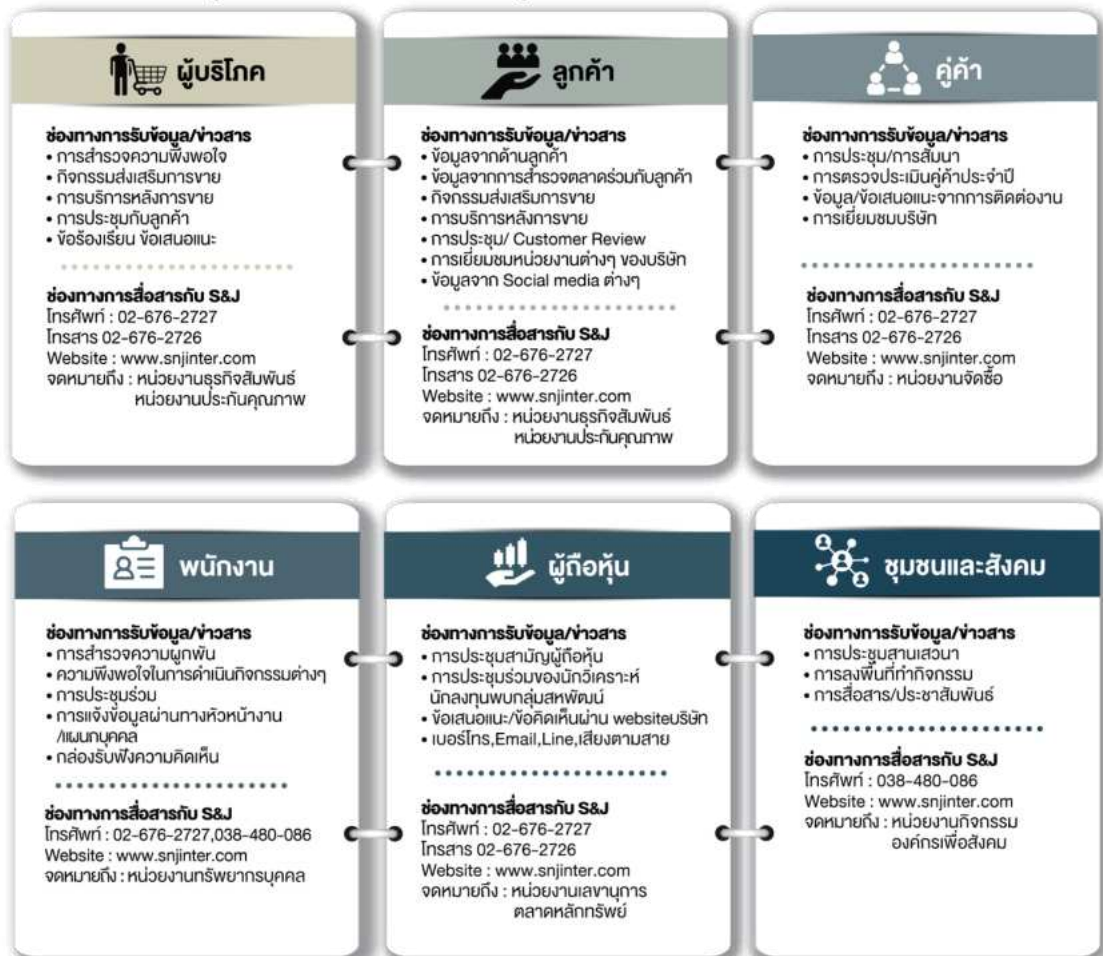 ผู้บริโภค
ช่องทางการรับข้อมูล/ข่าวสาร
• การสำรวจความพึงพอใจ
• กิจกรรมส่งเสริมการขาย
• การบริการหลังการขาย
• การประชุมกับลูกค้า
• ข้อร้องเรียน ข้อเสนอแนะ
ช่องทางการสื่อสารกับ S&J
โทรศัพท์ : 02-676-2727
โทรสาร 02-676-2726
Website : www.snjinter.com
จดหมายถึง : หน่วยงานธุรกิจสัมพันธ์
หน่วยงานประกันคุณภาพ
ลูกค้า
ช่องทางการรับข้อมูล/ข่าวสาร
• ข้อมูลจากด้านลูกค้า
• ข้อมูลจากการสำรวจตลาดร่วมกับลูกค้า
• กิจกรรมส่งเสริมการขาย
• การบริการหลังการขาย
• การประชุม/ Customer Review
• การเยี่ยมชมหน่วยงานต่างๆ ของบริษัท
• ข้อมูลจาก Social media ต่างๆ
ช่องทางการสื่อสารกับ S&J
โทรศัพท์ : 02-676-2727
โทรสาร 02-676-2726
Website : www.snjinter.com
จดหมายถึง : หน่วยงานธุรกิจสัมพันธ์
หน่วยงานประกันคุณภาพ
คู่ค้า
ช่องทางการรับข้อมูล/ข่าวสาร
• การประชุม/การสัมนา
• การตรวจประเมินคู่ค้าประจำปี
• ข้อมูล/ข้อเสนอแนะจากการติดต่องาน
• การเยี่ยมชมบริษัท
ช่องทางการสื่อสารกับ S&J
โทรศัพท์ : 02-676-2727
โทรสาร 02-676-2726
Website : www.snjinter.com
จดหมายถึง : หน่วยงานจัดซื้อ
พนักงาน
ช่องทางการรับข้อมูล/ข่าวสาร
• การสำรวจความผูกพัน
• ความพึงพอใจในการดำเนินกิจกรรมต่างๆ
• การประชุมร่วม
• การแจ้งข้อมูลผ่านทางหัวหน้างาน
/แผนกบุคคล
• กล่องรับฟังความคิดเห็น
ช่องทางการสื่อสารกับ S&J
โทรศัพท์ : 02-676-2727,038-480-086
Website : www.snjinter.com
จดหมายถึง : หน่วยงานทรัพยากรบุคคล
ผู้ถือหุ้น
ช่องทางการรับข้อมูล/ข่าวสาร
• การประชุมสามัญผู้ถือหุ้น
• การประชุมร่วมของนักวิเคราะห์
นักลงทุนพบกลุ่มสหพัฒน์
• ข้อเสนอแนะ/ข้อคิดเห็นผ่าน websiteบริษัท
• เบอร์โทร,Email,Line,เสียงตามสาย
ช่องทางการสื่อสารกับ S&J
โทรศัพท์ : 02-676-2727
โทรสาร 02-676-2726
Website : www.snjinter.com
จดหมายถึง : หน่วยงานเลขานุการ
ตลาดหลักทรัพย์
ชุมชนและสังคม
ช่องทางการรับข้อมูล/ข่าวสาร
• การประชุมสานเสวนา
• การลงพื้นที่ทำกิจกรรม
• การสื่อสาร/ประชาสัมพันธ์
ช่องทางการสื่อสารกับ S&J
โทรศัพท์ : 038-480-086
Website : www.snjinter.com
จดหมายถึง : หน่วยงานกิจกรรม
องค์กรเพื่อสังคม